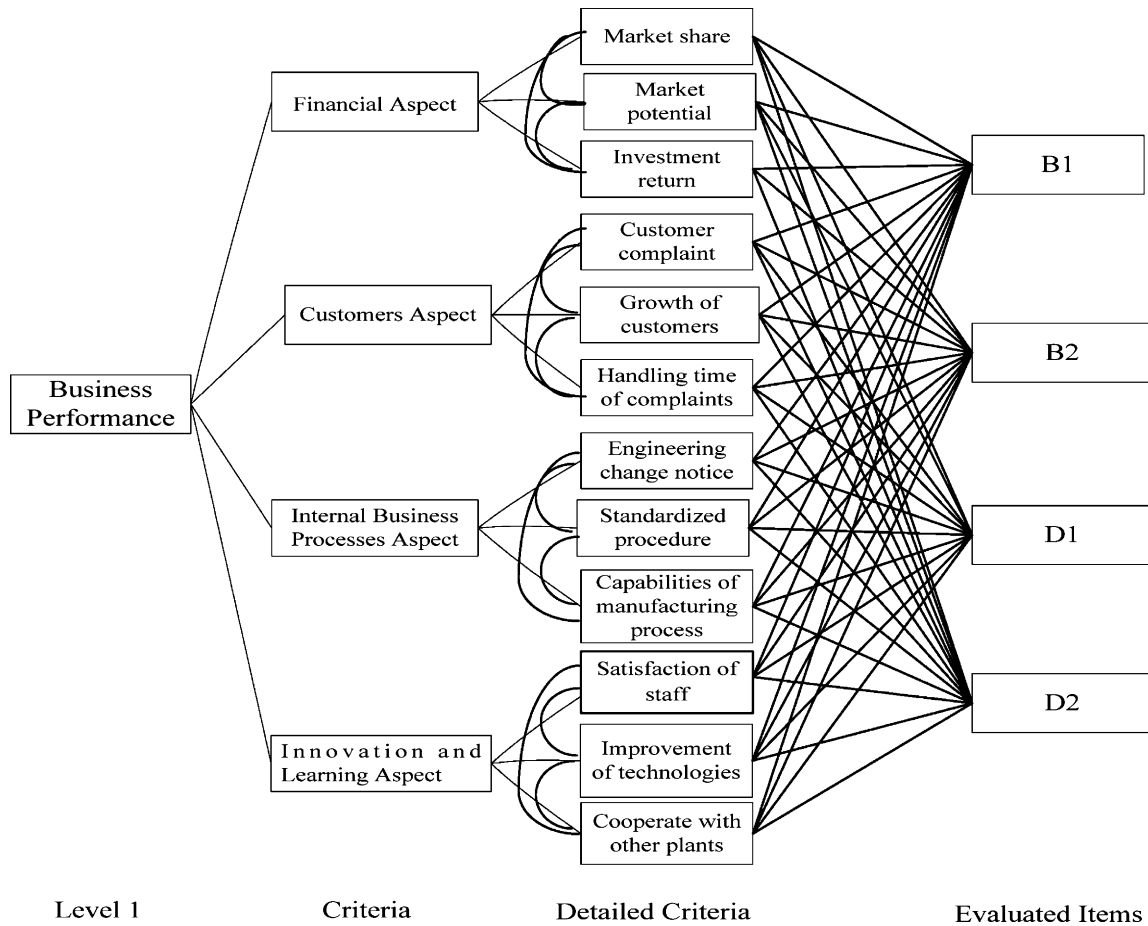 Business
Performance
Financial Aspect
Customers Aspect
Internal Business
Processes Aspect
Innovation and
Learning Aspect
Market share
Market
potential
Investment
return
Customer
complaint
Growth of
customers
Handling time
of complaints
Engineering
change notice
Standardized
procedure
Capabilities of
manufacturing
process
Satisfaction of
staff
Improvement
of technologies
Cooperate with
other plants
B1
B2
D1
D2
Level 1
Criteria
Detailed Criteria
Evaluated Items